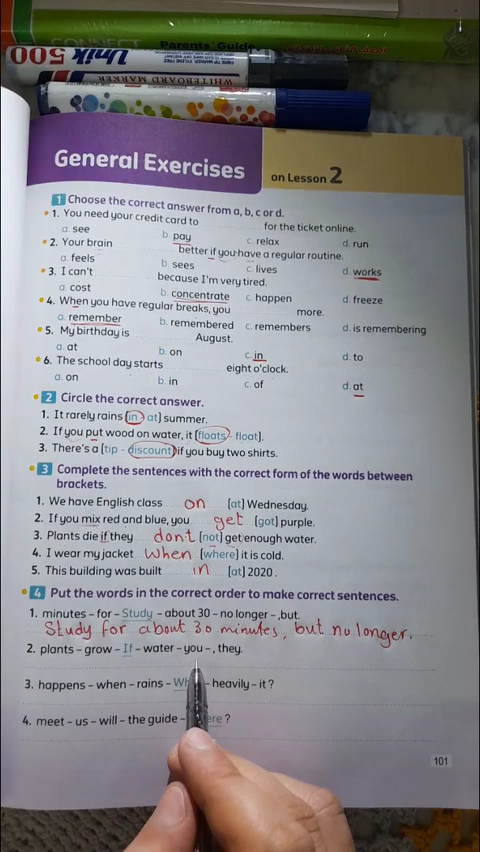 CONNECT Parents' Guide
Unik 500
WHITEBOARD MARKER
General Exercises on Lesson 2
1 Choose the correct answer from a, b, c or d.
1. You need your credit card to for the ticket online.
a. see b. pay c. relax d. run
2. Your brain better if you have a regular routine.
a. feels b. sees c. lives d. works
3. I can't because I'm very tired.
a. cost b. concentrate c. happen d. freeze
4. When you have regular breaks, you more.
a. remember b. remembered c. remembers d. is remembering
5. My birthday is August.
a. at b. on c. in d. to
6. The school day starts eight o'clock.
a. on b. in c. of d. at
2 Circle the correct answer.
1. It rarely rains (in - at) summer.
2. If you put wood on water, it (floats - float).
3. There's a (tip - discount) if you buy two shirts.
3 Complete the sentences with the correct form of the words between
brackets.
1. We have English class on (at) Wednesday.
2. If you mix red and blue, you get (got) purple.
3. Plants die if they don't (not) get enough water.
4. I wear my jacket when (where) it is cold.
5. This building was built in (at) 2020.
4 Put the words in the correct order to make correct sentences.
1. minutes – for – Study – about 30 – no longer – ,but.
Study for about 30 minutes, but no longer.
2. plants – grow – If – water – you – , they.
3. happens – when – rains – Wh – heavily – it ?
4. meet – us – will – the guide – ere ?
101